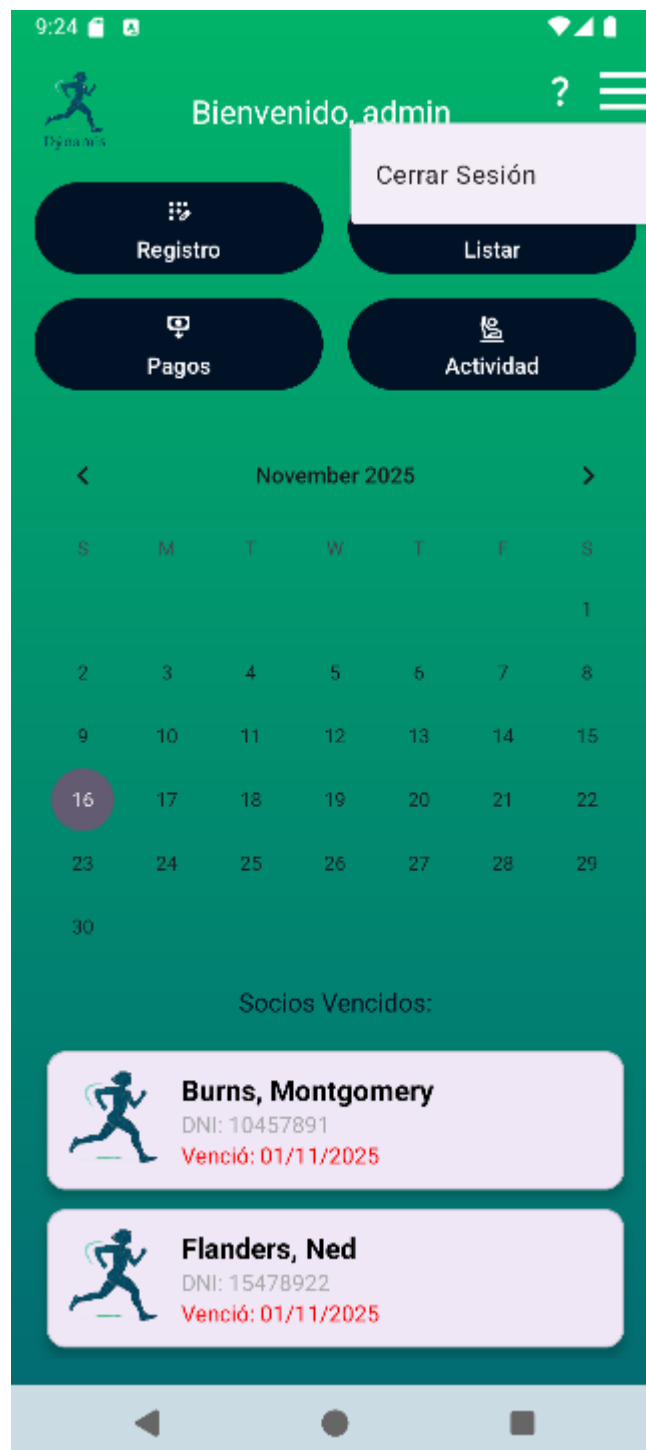 9:24
Bienvenido, admin
?
Dýnamis
Cerrar Sesión
Registro
Listar
Pagos
Actividad
November 2025
S M T W T F S
1
2 3 4 5 6 7 8
9 10 11 12 13 14 15
16 17 18 19 20 21 22
23 24 25 26 27 28 29
30
Socios Vencidos:
Burns, Montgomery
DNI: 10457891
Venció: 01/11/2025
Flanders, Ned
DNI: 15478922
Venció: 01/11/2025